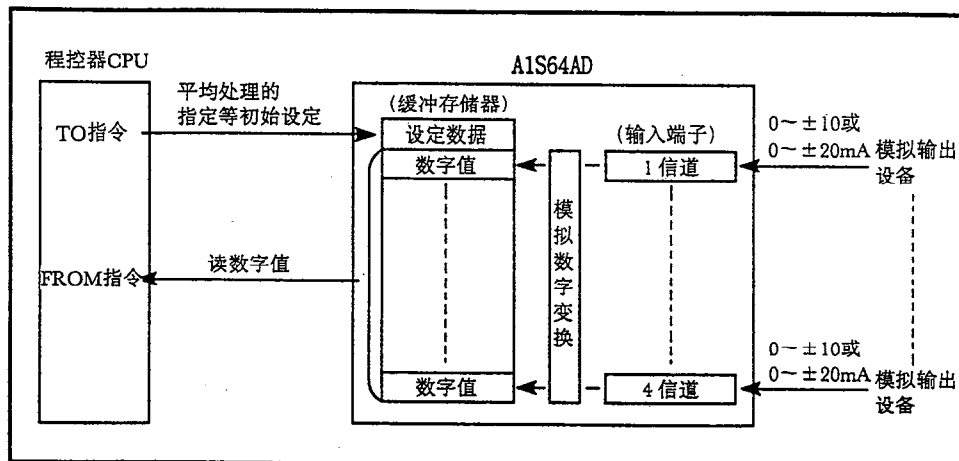 程控器CPU
A1S64AD
平均处理的
指定等初始设定
(缓冲存储器)
TO指令
设定数据
(输入端子)
0～±10或
0～±20mA
模拟输出
设备
数字值
1 信道
模
拟
数
字
变
换
FROM指令
读数字值
0～±10或
0～±20mA
模拟输出
设备
数字值
4 信道